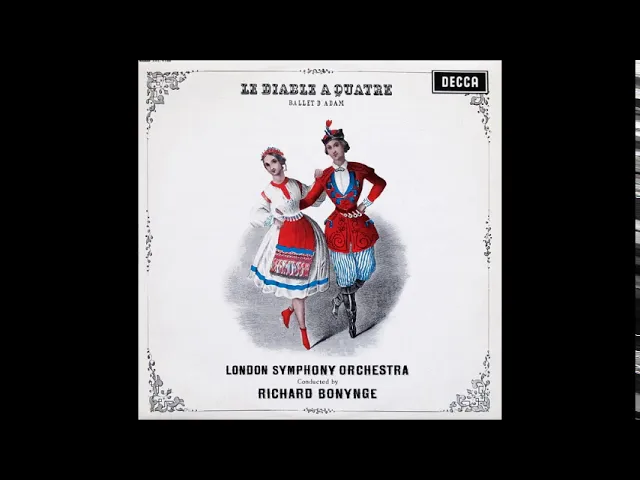 DECCA
LE DIABLE A QUATRE
BALLET D'ADAM
LONDON SYMPHONY ORCHESTRA
Conducted by
RICHARD BONYNGE